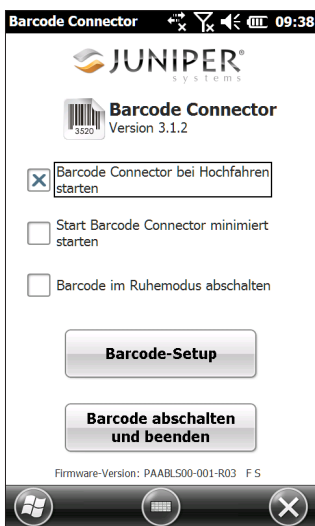 Barcode Connector 09:38
JUNIPER®
systems
3520
Barcode Connector
Version 3.1.2
Barcode Connector bei Hochfahren
starten
Start Barcode Connector minimiert
starten
Barcode im Ruhemodus abschalten
Barcode-Setup
Barcode abschalten
und beenden
Firmware-Version: PAABLS00-001-R03 F S